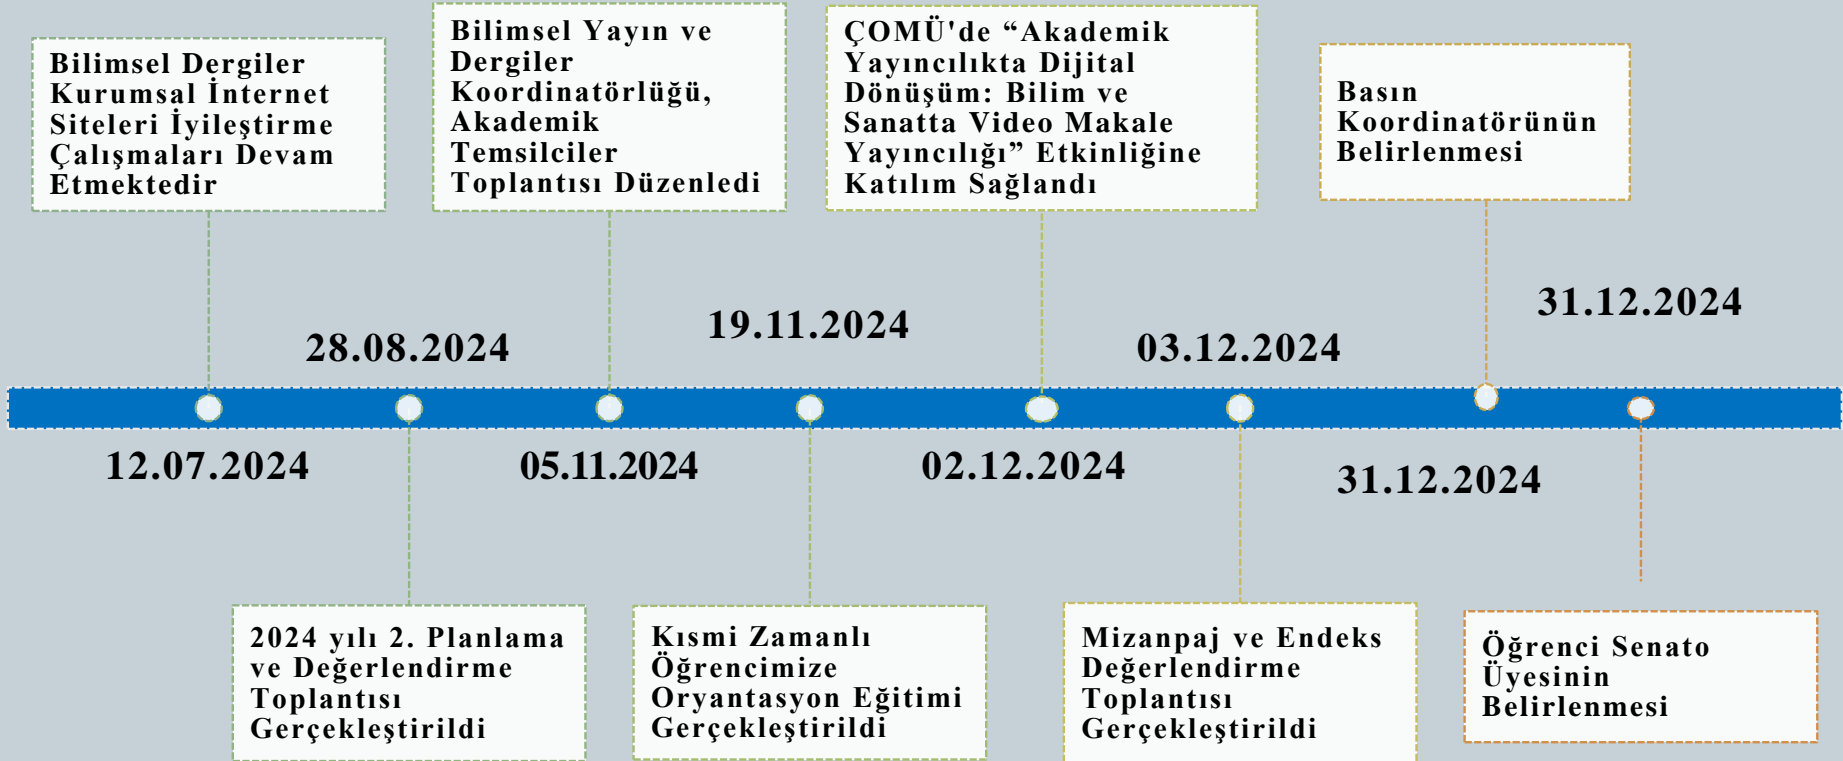 Bilimsel Dergiler
Kurumsal İnternet
Siteleri İyileştirme
Çalışmaları Devam
Etmektedir
Bilimsel Yayın ve
Dergiler
Koordinatörlüğü,
Akademik
Temsilciler
Toplantısı Düzenledi
ÇOMÜ'de “Akademik
Yayıncılıkta Dijital
Dönüşüm: Bilim ve
Sanatta Video Makale
Yayıncılığı” Etkinliğine
Katılım Sağlandı
Basın
Koordinatörünün
Belirlenmesi
28.08.2024
19.11.2024
03.12.2024
31.12.2024
12.07.2024
05.11.2024
02.12.2024
31.12.2024
2024 yılı 2. Planlama
ve Değerlendirme
Toplantısı
Gerçekleştirildi
Kısmi Zamanlı
Öğrencimize
Oryantasyon Eğitimi
Gerçekleştirildi
Mizanpaj ve Endeks
Değerlendirme
Toplantısı
Gerçekleştirildi
Öğrenci Senato
Üyesinin
Belirlenmesi